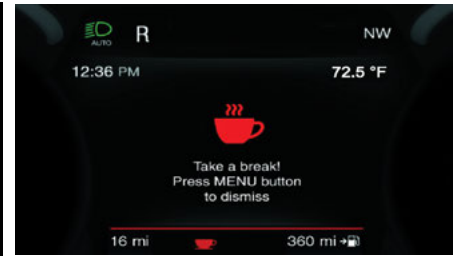 AUTO R NW
12:36 PM 72.5 °F
Take a break!
Press MENU button
to dismiss
16 mi 360 mi